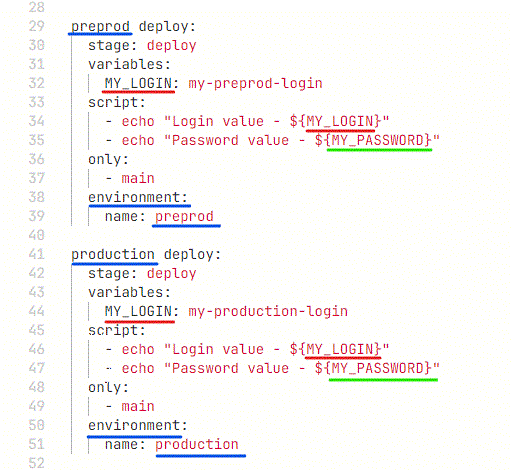 28
29 preprod deploy:
30 stage: deploy
31 variables:
32 MY_LOGIN: my-preprod-login
33 script:
34 - echo "Login value - ${MY_LOGIN}"
35 - echo "Password value - ${MY_PASSWORD}"
36 only:
37 - main
38 environment:
39 name: preprod
40
41 production deploy:
42 stage: deploy
43 variables:
44 MY_LOGIN: my-production-login
45 script:
46 - echo "Login value - ${MY_LOGIN}"
47 - echo "Password value - ${MY_PASSWORD}"
48 only:
49 - main
50 environment:
51 name: production
52